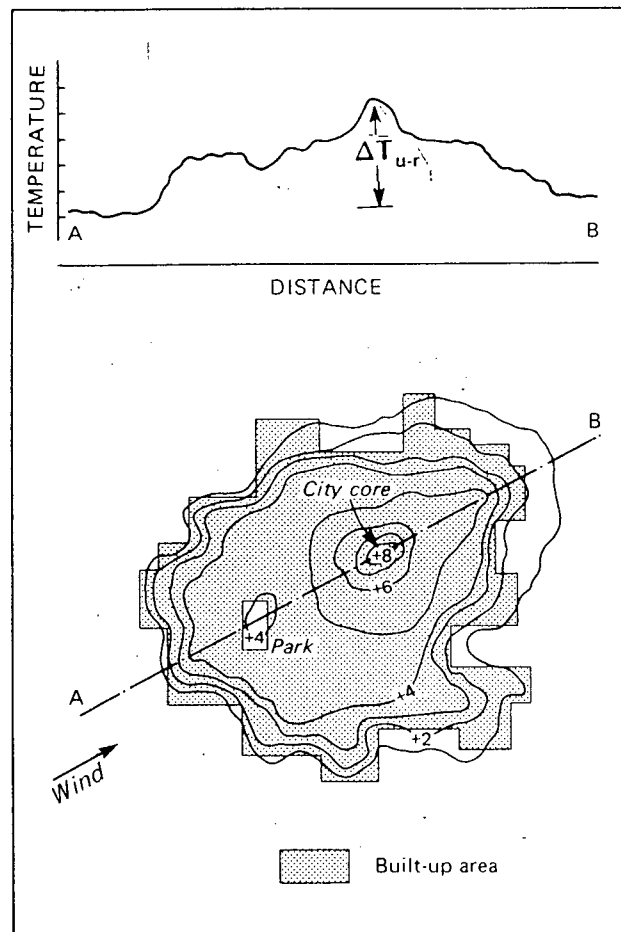 TEMPERATURE
ΔT̄u-r
A
B
DISTANCE
B
City core
+8
+6
+4
Park
+4
A
+2
Wind
Built-up area